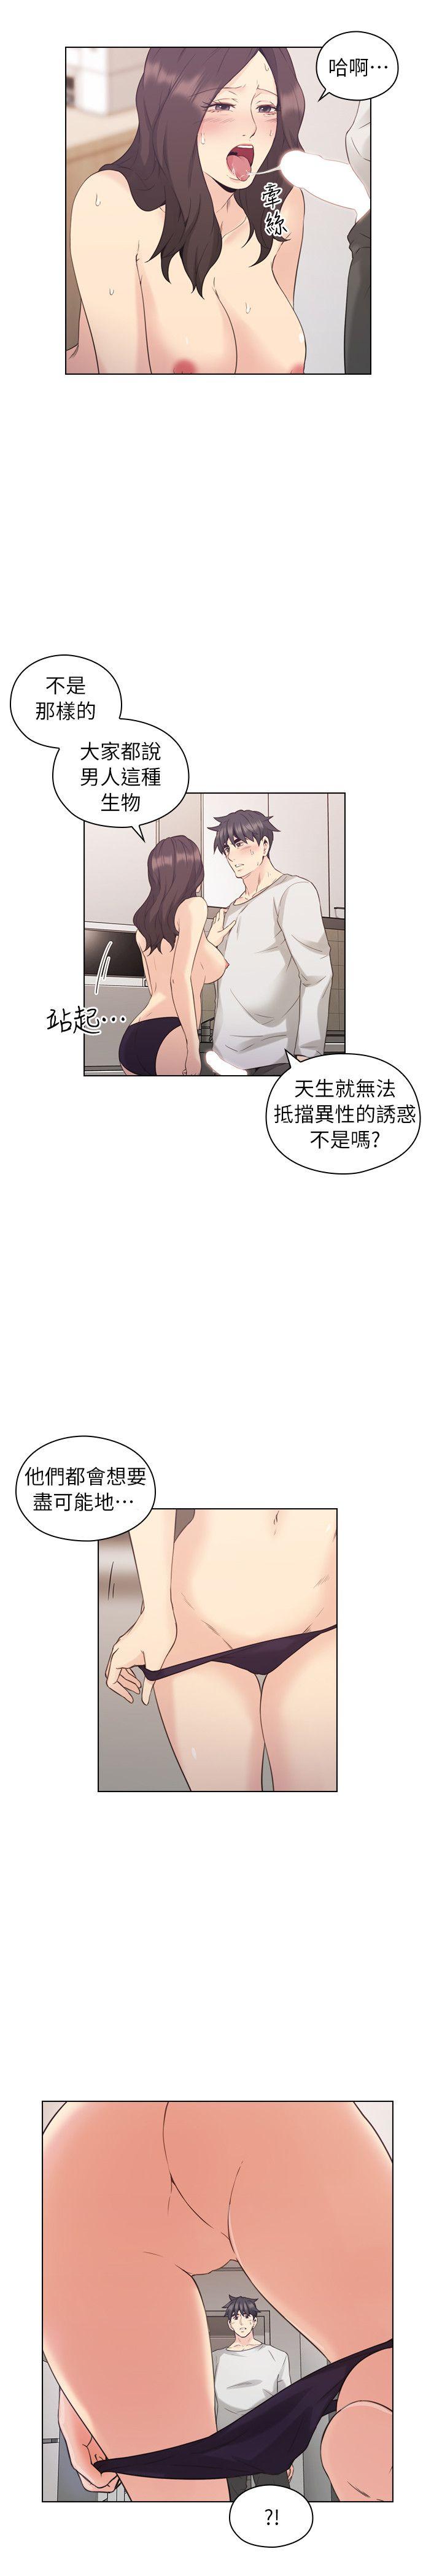 哈啊…
牽絲
不是
那樣的
大家都說
男人這種
生物
站起…
天生就無法
抵擋異性的誘惑
不是嗎?
他們都會想要
盡可能地…
?!